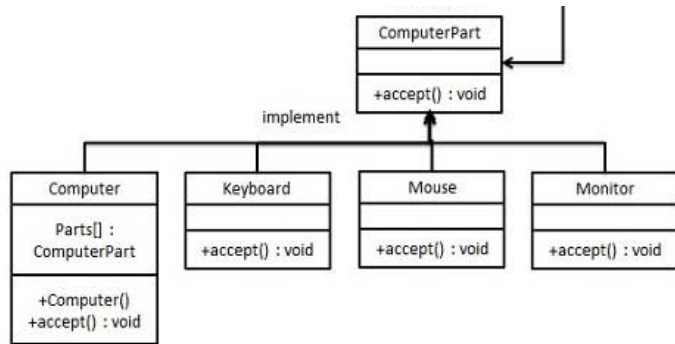 ComputerPart
+accept() : void
implement
Computer
Parts[] :
ComputerPart
+Computer()
+accept() : void
Keyboard
+accept() : void
Mouse
+accept() : void
Monitor
+accept() : void